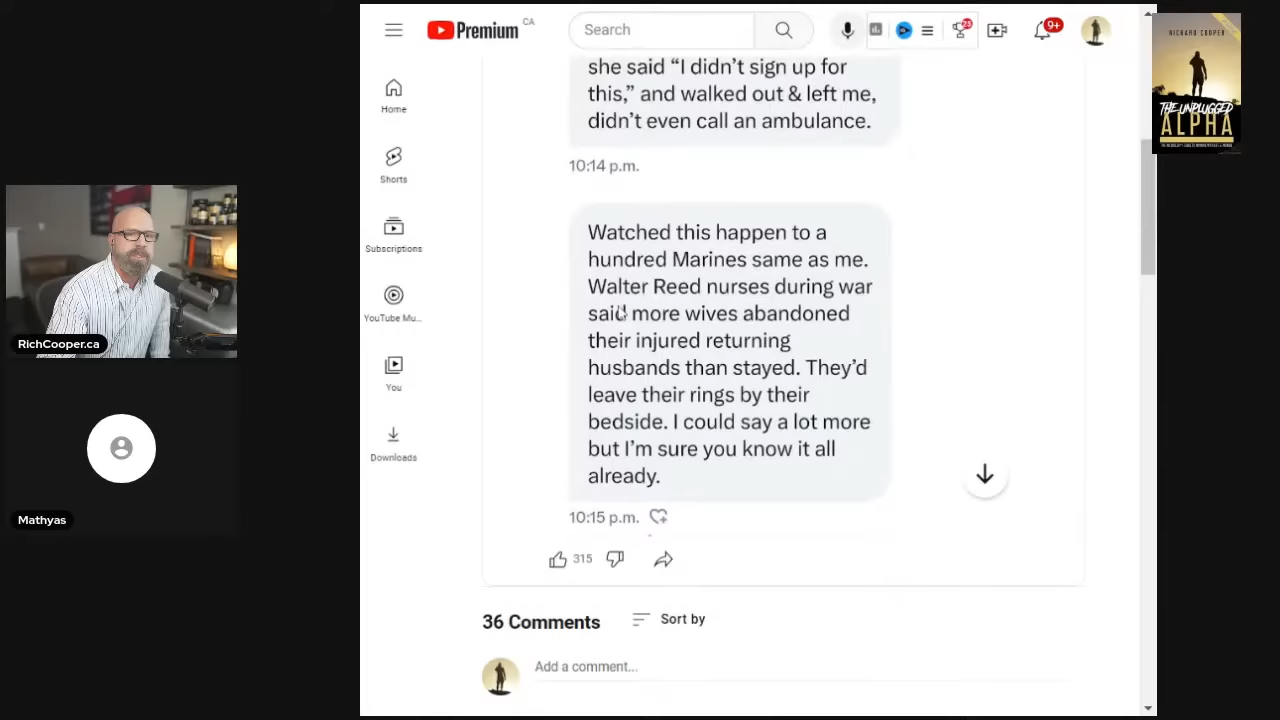 Premium
CA
Search
25
9+
Home
Shorts
Subscriptions
YouTube Mu...
You
Downloads
she said “I didn’t sign up for
this,” and walked out & left me,
didn’t even call an ambulance.
10:14 p.m.
Watched this happen to a
hundred Marines same as me.
Walter Reed nurses during war
said more wives abandoned
their injured returning
husbands than stayed. They’d
leave their rings by their
bedside. I could say a lot more
but I’m sure you know it all
already.
10:15 p.m.
315
36 Comments
Sort by
Add a comment...
RichCooper.ca
Mathyas
RICHARD COOPER
THE UNPLUGGED
ALPHA